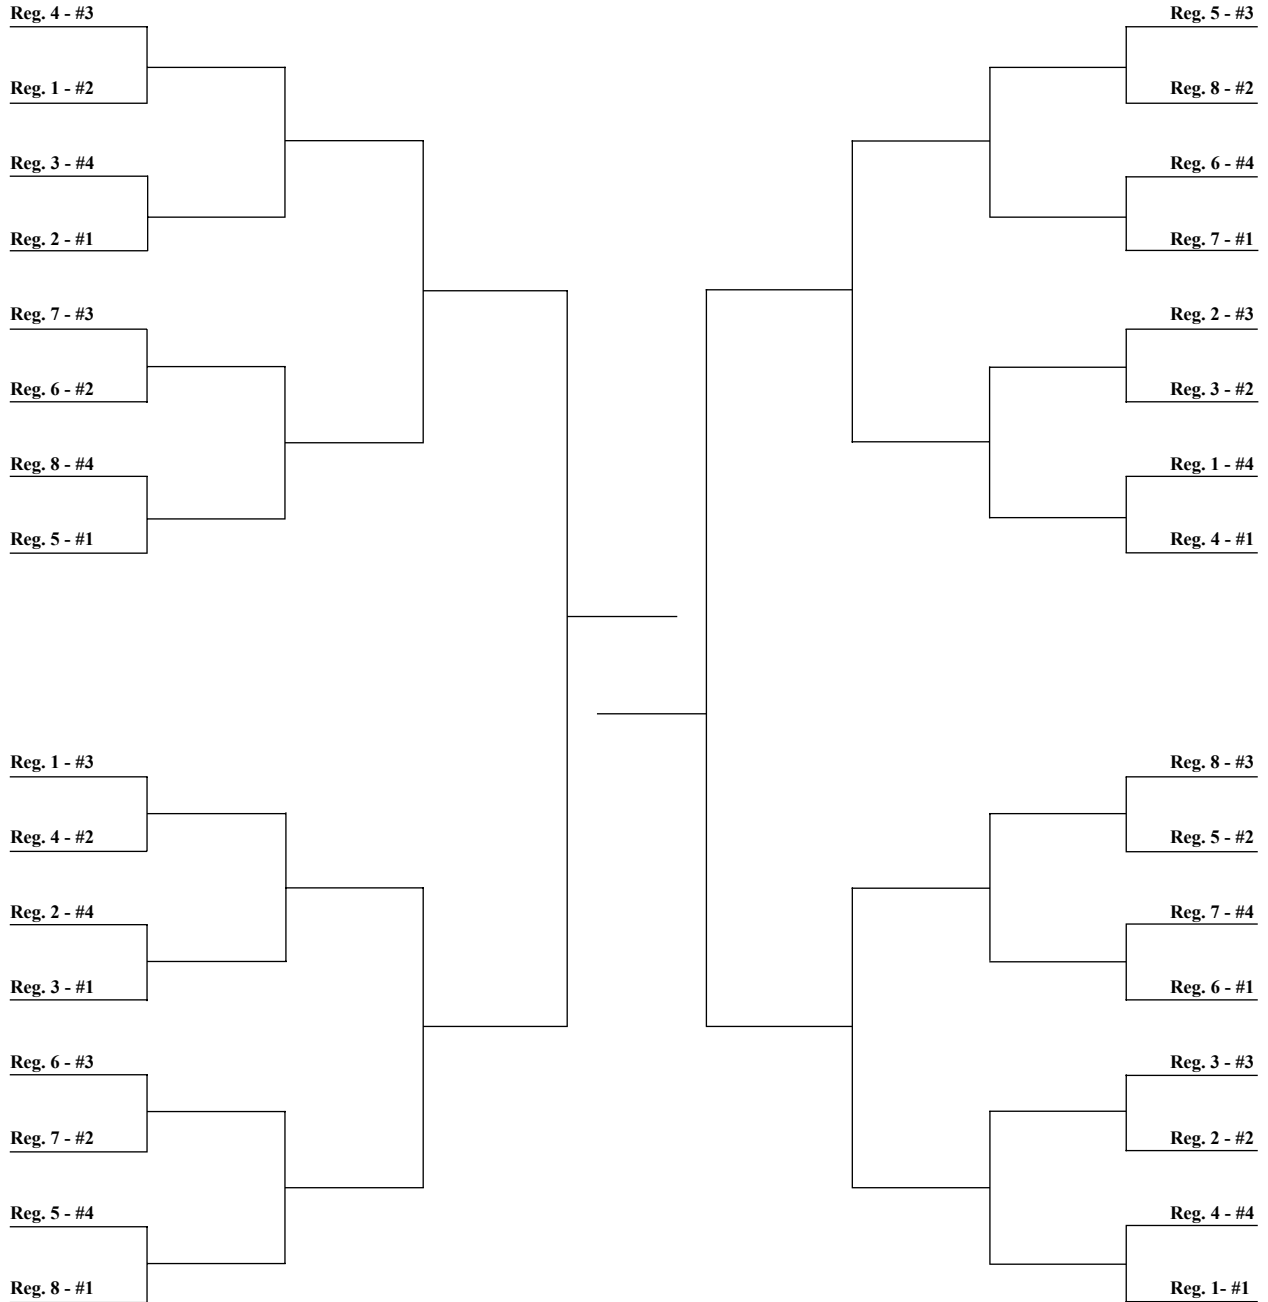 Reg. 4 - #3
Reg. 1 - #2
Reg. 3 - #4
Reg. 2 - #1
Reg. 7 - #3
Reg. 6 - #2
Reg. 8 - #4
Reg. 5 - #1
Reg. 1 - #3
Reg. 4 - #2
Reg. 2 - #4
Reg. 3 - #1
Reg. 6 - #3
Reg. 7 - #2
Reg. 5 - #4
Reg. 8 - #1
Reg. 5 - #3
Reg. 8 - #2
Reg. 6 - #4
Reg. 7 - #1
Reg. 2 - #3
Reg. 3 - #2
Reg. 1 - #4
Reg. 4 - #1
Reg. 8 - #3
Reg. 5 - #2
Reg. 7 - #4
Reg. 6 - #1
Reg. 3 - #3
Reg. 2 - #2
Reg. 4 - #4
Reg. 1- #1